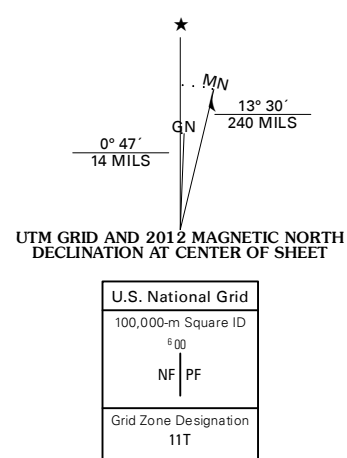 ★
MN
13° 30´
240 MILS
GN
0° 47´
14 MILS
UTM GRID AND 2012 MAGNETIC NORTH
DECLINATION AT CENTER OF SHEET
U.S. National Grid
100,000-m Square ID
⁶00
NF PF
Grid Zone Designation
11T